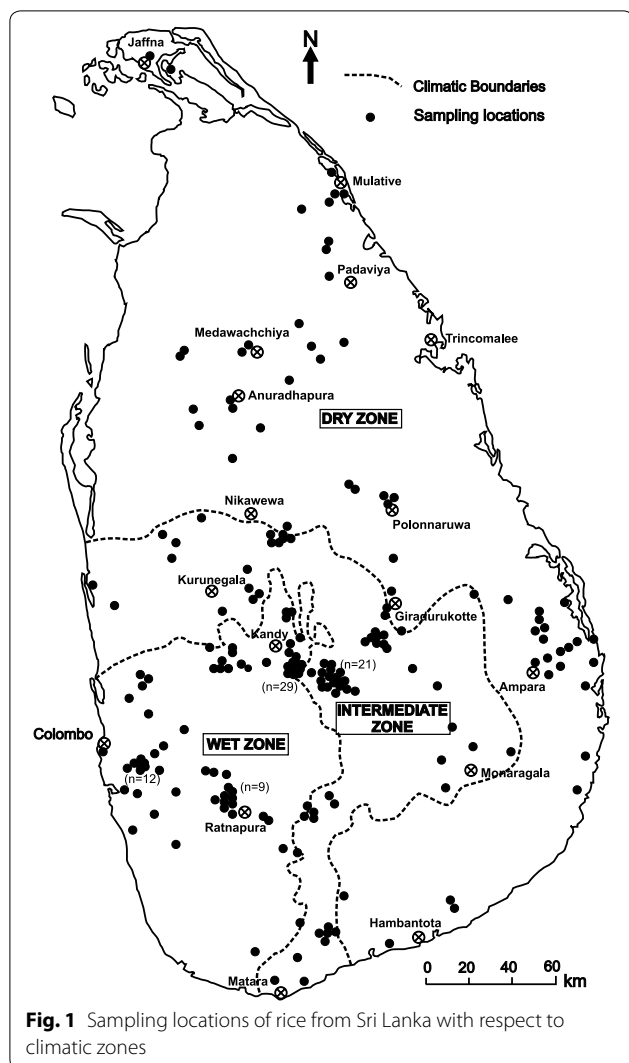 Jaffna
N
Climatic Boundaries
Sampling locations
Mulative
Padaviya
Medawachchiya
Trincomalee
Anuradhapura
DRY ZONE
Nikawewa
Polonnaruwa
Kurunegala
Giradurukotte
Kandy
(n=21)
(n=29)
Ampara
INTERMEDIATE
ZONE
Colombo
WET ZONE
Monaragala
(n=12)
(n=9)
Ratnapura
Hambantota
Matara
0 20 40 60
km
Fig. 1 Sampling locations of rice from Sri Lanka with respect to
climatic zones